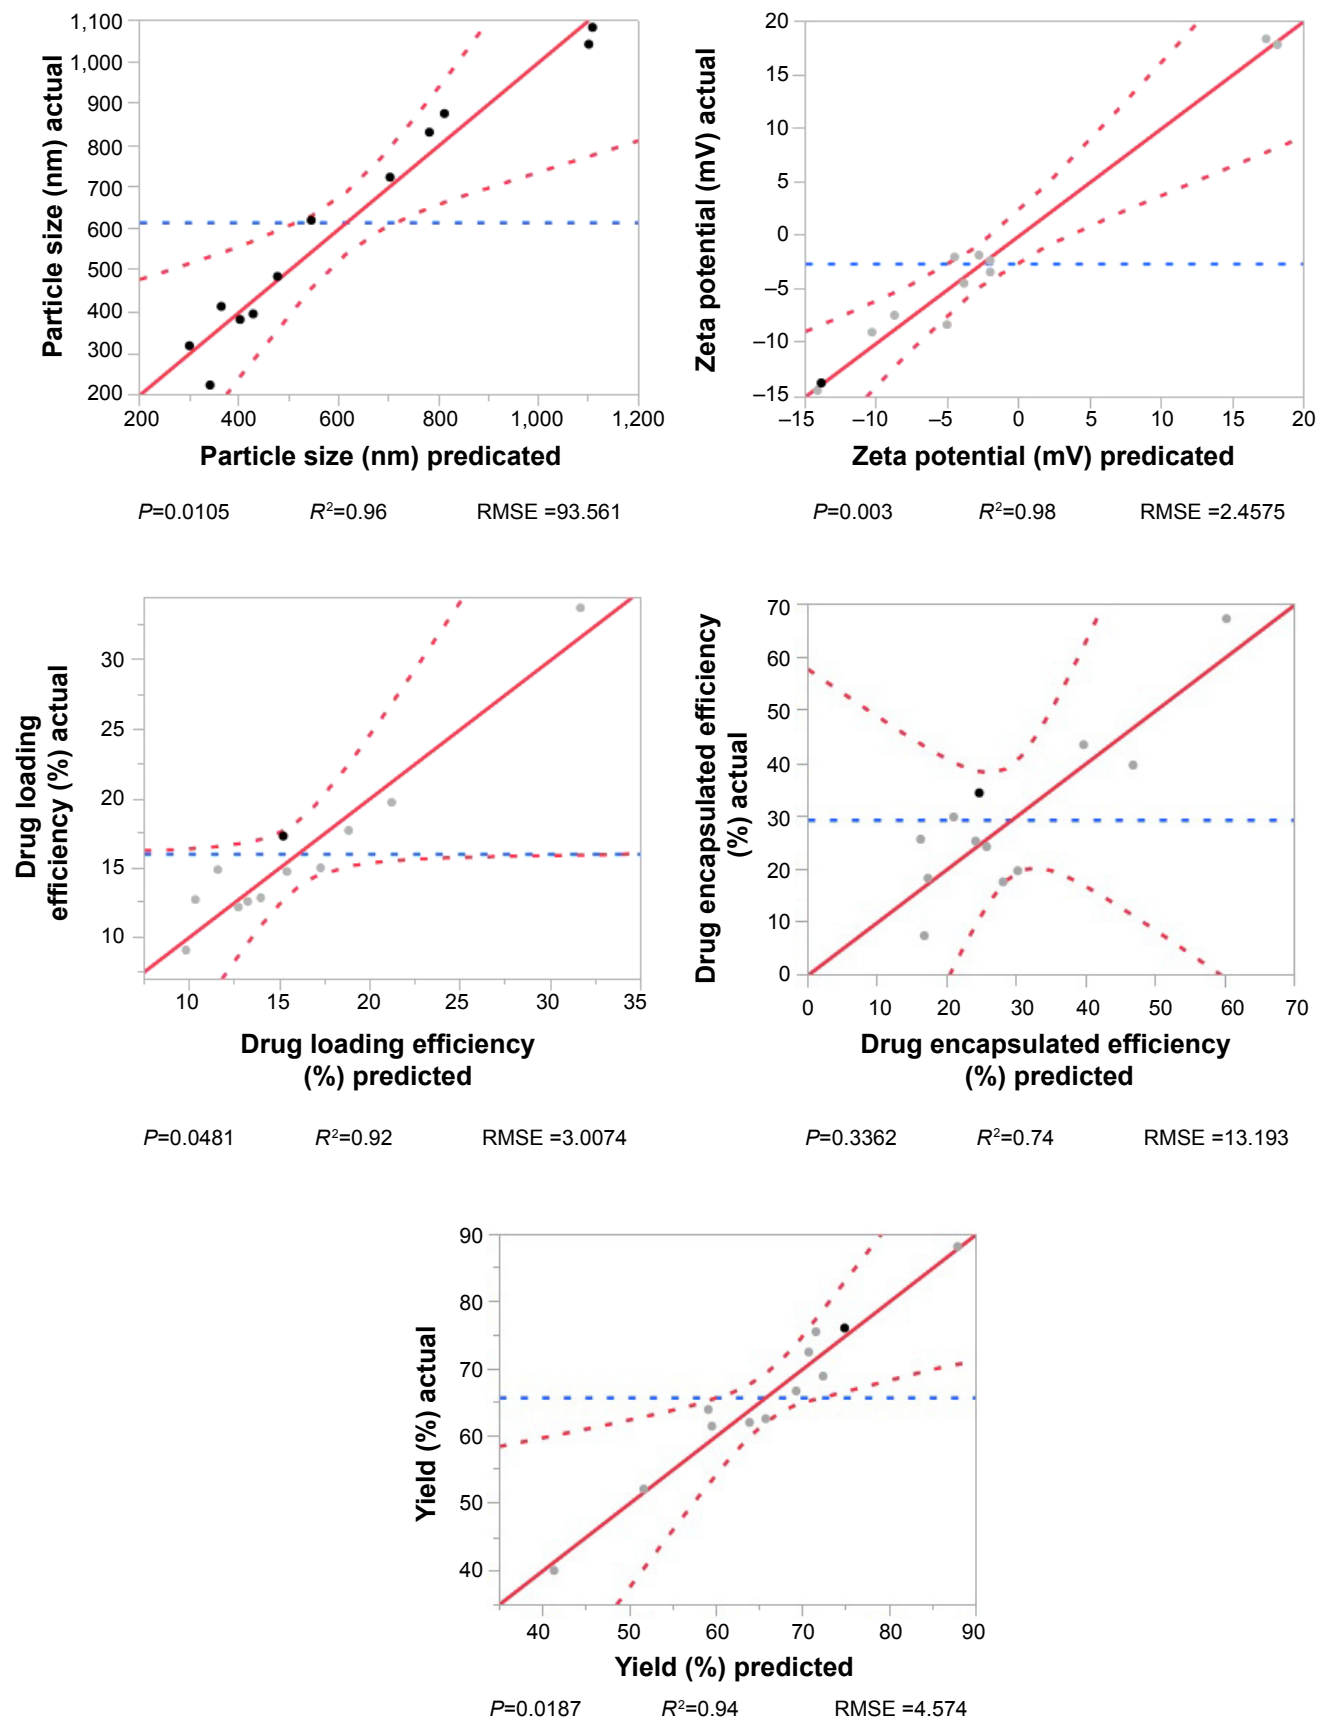 Particle size (nm) actual
1,100
1,000
900
800
700
600
500
400
300
200
200 400 600 800 1,000 1,200
Particle size (nm) predicated
P=0.0105 R²=0.96 RMSE =93.561
Zeta potential (mV) actual
20
15
10
5
0
–5
–10
–15
–15 –10 –5 0 5 10 15 20
Zeta potential (mV) predicated
P=0.003 R²=0.98 RMSE =2.4575
Drug loading
efficiency (%) actual
30
25
20
15
10
10 15 20 25 30 35
Drug loading efficiency
(%) predicted
P=0.0481 R²=0.92 RMSE =3.0074
Drug encapsulated efficiency
(%) actual
70
60
50
40
30
20
10
0
0 10 20 30 40 50 60 70
Drug encapsulated efficiency
(%) predicted
P=0.3362 R²=0.74 RMSE =13.193
Yield (%) actual
90
80
70
60
50
40
40 50 60 70 80 90
Yield (%) predicted
P=0.0187 R²=0.94 RMSE =4.574